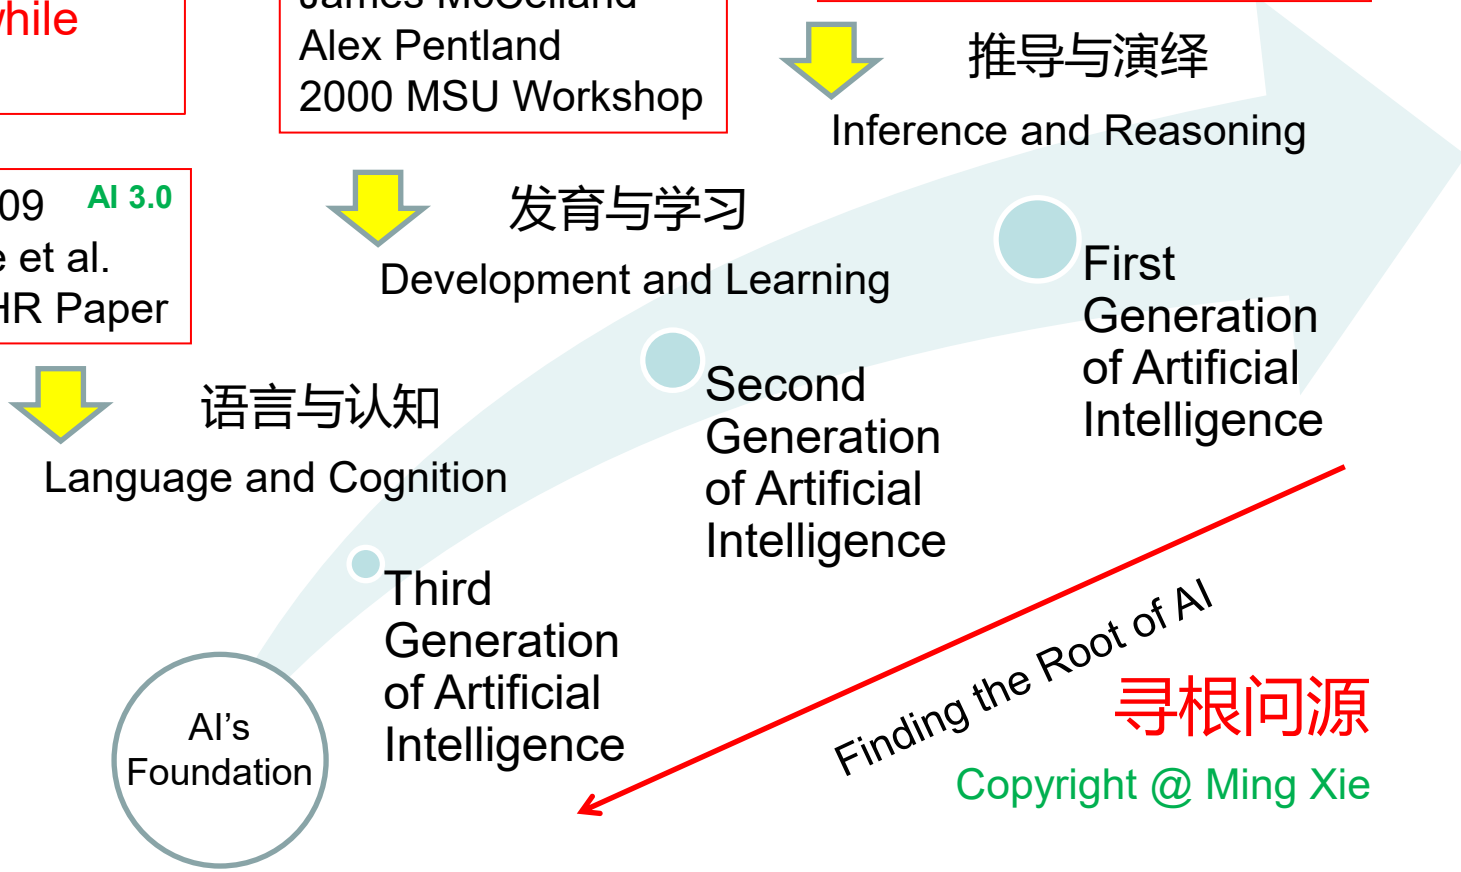 while
Alex Pentland
2000 MSU Workshop
推导与演绎
Inference and Reasoning
09
AI 3.0
e et al.
HR Paper
发育与学习
Development and Learning
First
Generation
of Artificial
Intelligence
语言与认知
Language and Cognition
Second
Generation
of Artificial
Intelligence
Third
Generation
of Artificial
Intelligence
AI's
Foundation
Finding the Root of AI
寻根问源
Copyright @ Ming Xie